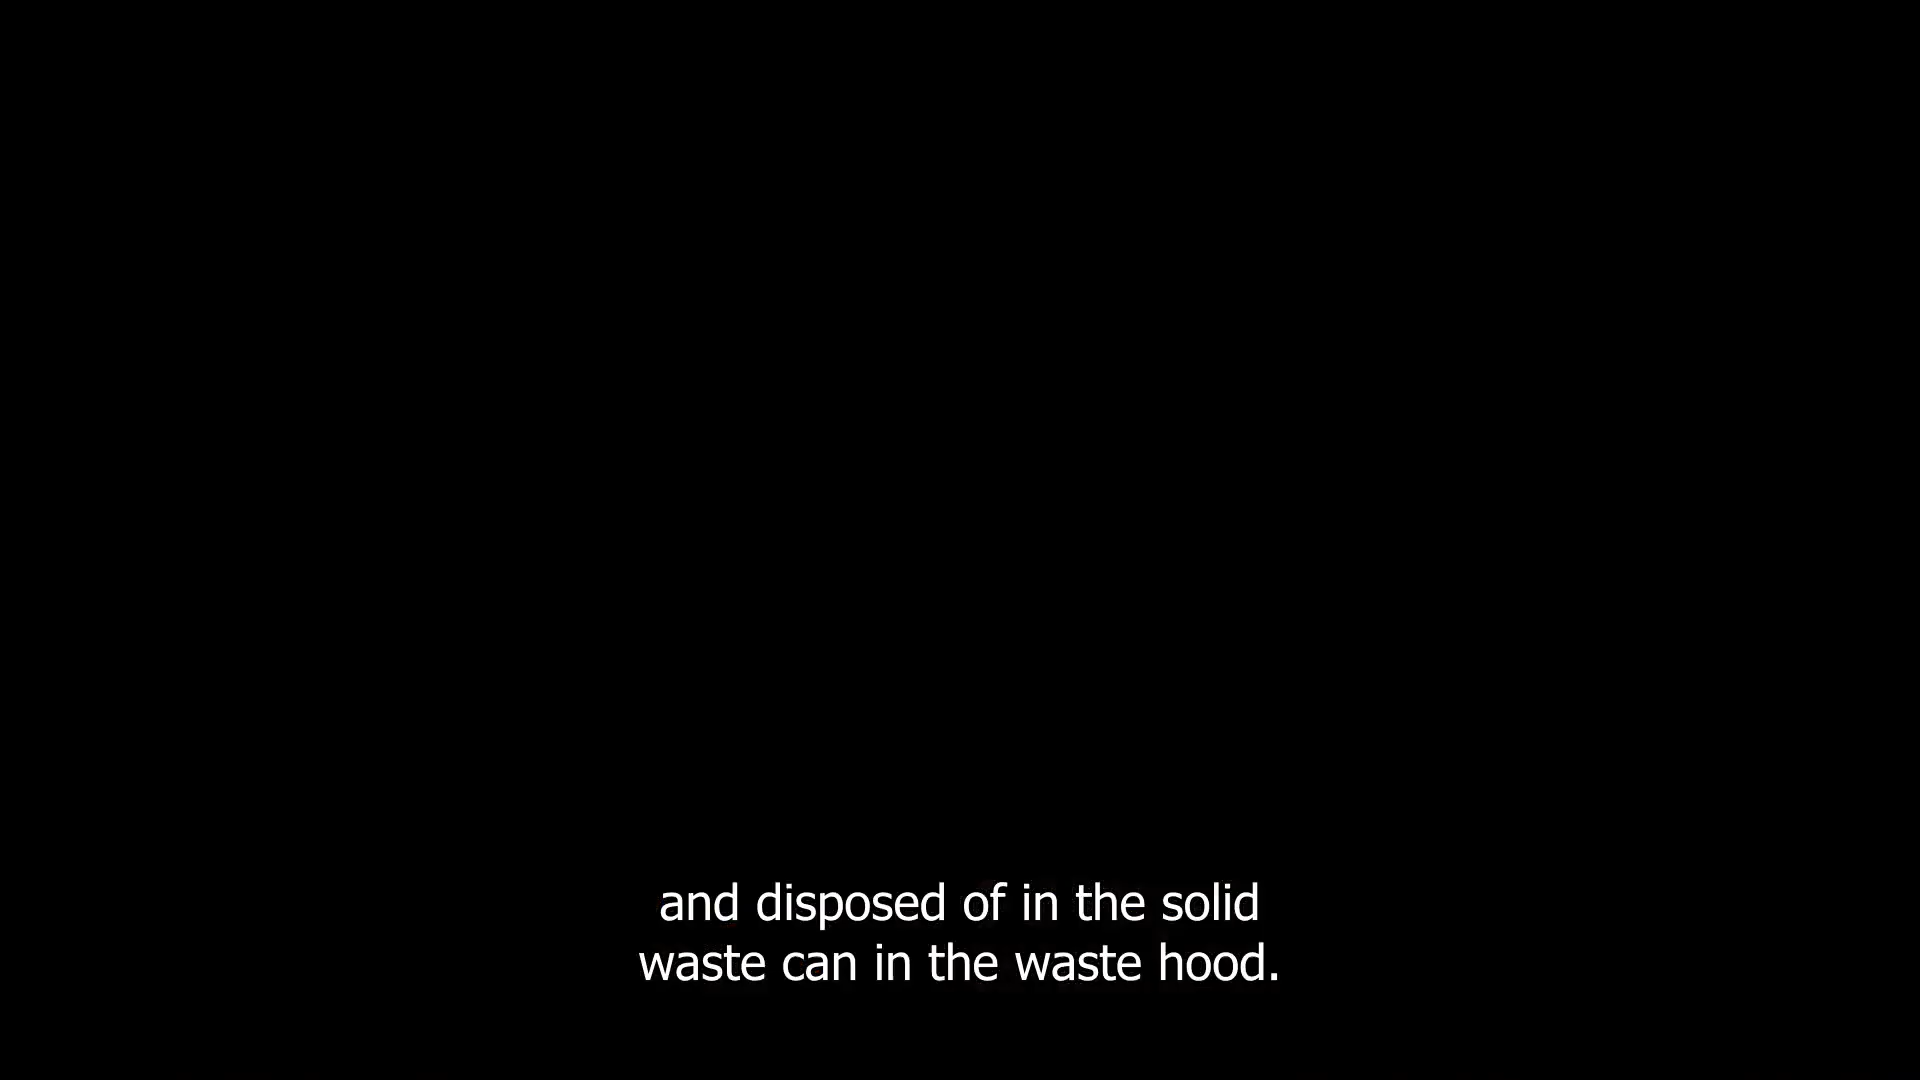 and disposed of in the solid
waste can in the waste hood.